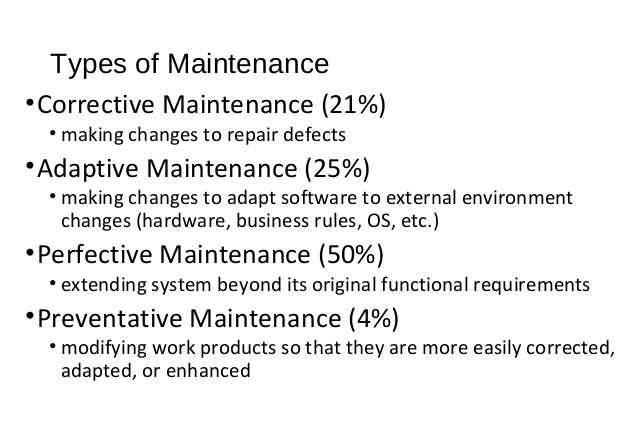 Types of Maintenance
•Corrective Maintenance (21%)
• making changes to repair defects
•Adaptive Maintenance (25%)
• making changes to adapt software to external environment
changes (hardware, business rules, OS, etc.)
•Perfective Maintenance (50%)
• extending system beyond its original functional requirements
•Preventative Maintenance (4%)
• modifying work products so that they are more easily corrected,
adapted, or enhanced